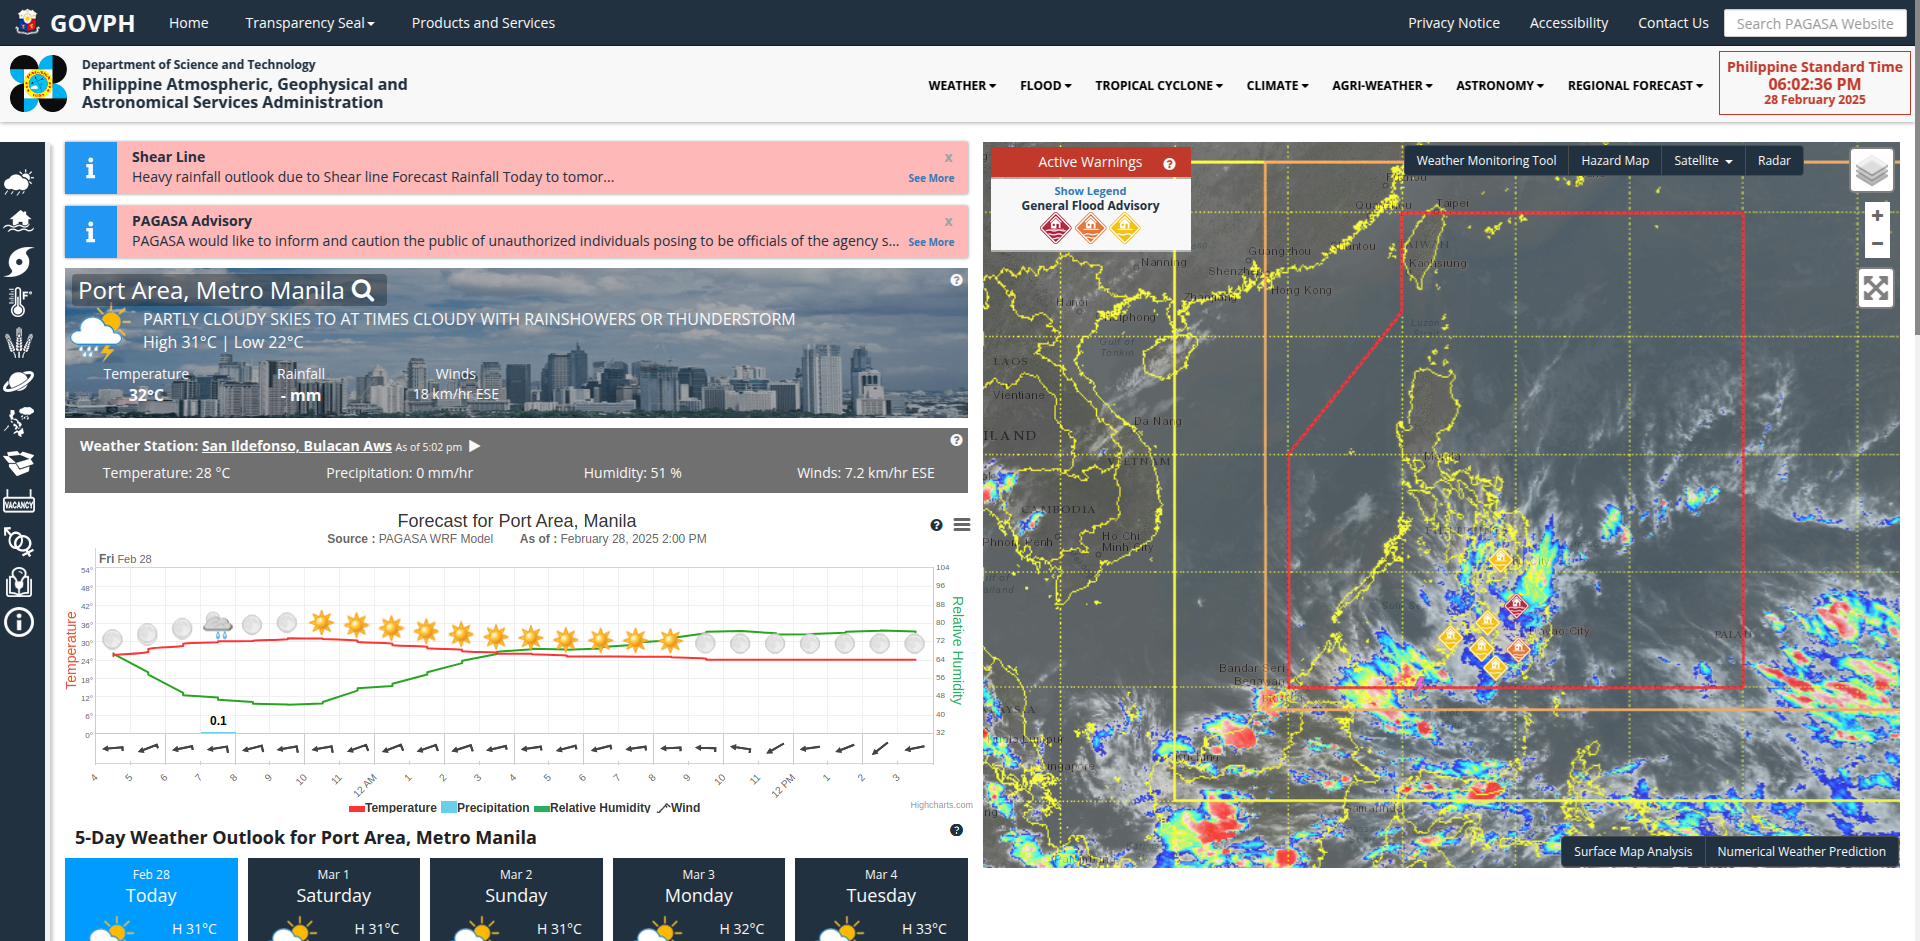 GOVPH
Home
Transparency Seal
Products and Services
Privacy Notice
Accessibility
Contact Us
Search PAGASA Website
Department of Science and Technology
Philippine Atmospheric, Geophysical and
Astronomical Services Administration
WEATHER
FLOOD
TROPICAL CYCLONE
CLIMATE
AGRI-WEATHER
ASTRONOMY
REGIONAL FORECAST
Philippine Standard Time
06:02:36 PM
28 February 2025
Shear Line
x
Heavy rainfall outlook due to Shear line Forecast Rainfall Today to tomor...
See More
PAGASA Advisory
x
PAGASA would like to inform and caution the public of unauthorized individuals posing to be officials of the agency s...
See More
Port Area, Metro Manila
PARTLY CLOUDY SKIES TO AT TIMES CLOUDY WITH RAINSHOWERS OR THUNDERSTORM
High 31°C | Low 22°C
Temperature
Rainfall
Winds
32°C
- mm
18 km/hr ESE
Weather Station: San Ildefonso, Bulacan Aws As of 5:02 pm
Temperature: 28 °C
Precipitation: 0 mm/hr
Humidity: 51 %
Winds: 7.2 km/hr ESE
Forecast for Port Area, Manila
Source : PAGASA WRF Model As of : February 28, 2025 2:00 PM
Fri Feb 28
54°
48°
42°
36°
30°
24°
18°
12°
6°
0°
Temperature
104
96
88
80
72
64
56
48
40
32
Relative Humidity
0.1
4
5
6
7
8
9
10
11
12 AM
1
2
3
4
5
6
7
8
9
10
11
12 PM
1
2
3
Temperature
Precipitation
Relative Humidity
Wind
Highcharts.com
5-Day Weather Outlook for Port Area, Metro Manila
Feb 28
Today
H 31°C
Mar 1
Saturday
H 31°C
Mar 2
Sunday
H 31°C
Mar 3
Monday
H 32°C
Mar 4
Tuesday
H 33°C
VACANCY
Active Warnings
Show Legend
General Flood Advisory
Weather Monitoring Tool
Hazard Map
Satellite
Radar
+
−
Taipei
Guangzhou
Nanning
Shenzhen
Kaohsiung
Hong Kong
Hanoi
Haiphong
Gulf of
Tonkin
Luzon
LAOS
Vientiane
Da Nang
VIETNAM
CAMBODIA
Ho Chi
Minh City
Davao City
PALAU
Bandar Seri
Begawan
Kuching
Singapore
Samarinda
Surface Map Analysis
Numerical Weather Prediction